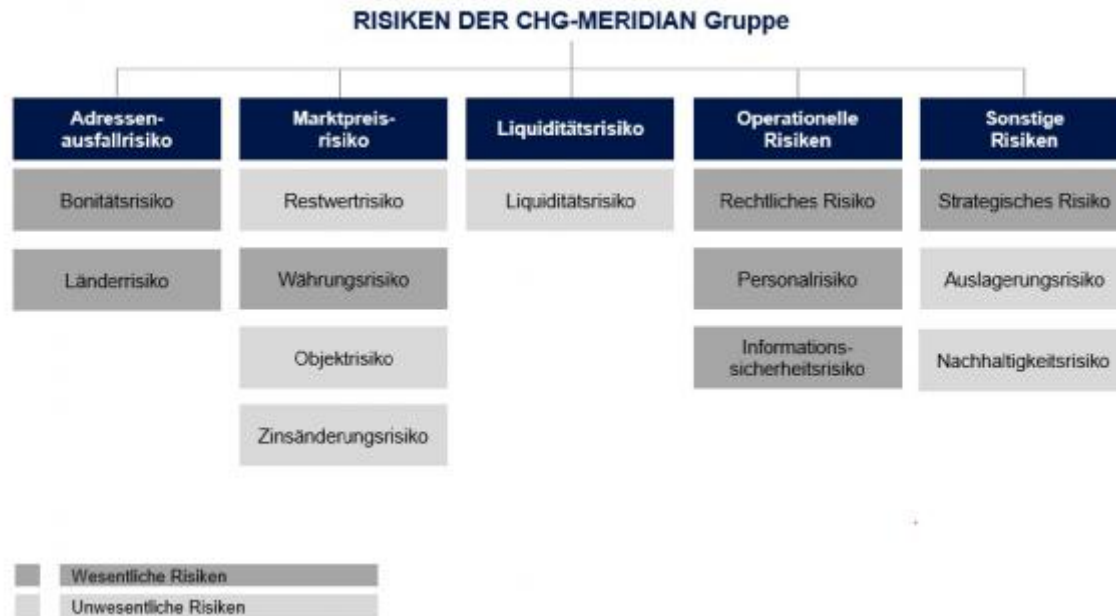 RISIKEN DER CHG-MERIDIAN Gruppe
Adressen-
ausfallrisiko
Bonitätsrisiko
Länderrisiko
Marktpreis-
risiko
Restwertrisiko
Währungsrisiko
Objektrisiko
Zinsänderungsrisiko
Liquiditätsrisiko
Liquiditätsrisiko
Operationelle
Risiken
Rechtliches Risiko
Personalrisiko
Informations-
sicherheitsrisiko
Sonstige
Risiken
Strategisches Risiko
Auslagerungsrisiko
Nachhaltigkeitsrisiko
Wesentliche Risiken
Unwesentliche Risiken